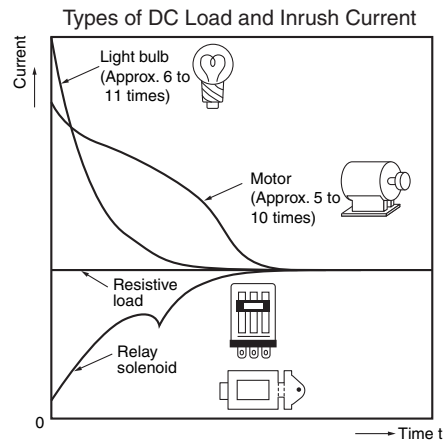 Types of DC Load and Inrush Current
Current
Light bulb
(Approx. 6 to
11 times)
Motor
(Approx. 5 to
10 times)
Resistive
load
Relay
solenoid
0
Time t